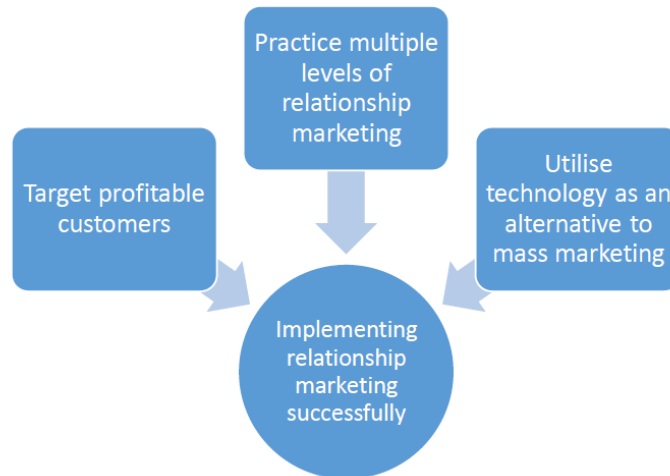 Practice multiple
levels of
relationship
marketing
Target profitable
customers
Utilise
technology as an
alternative to
mass marketing
Implementing
relationship
marketing
successfully